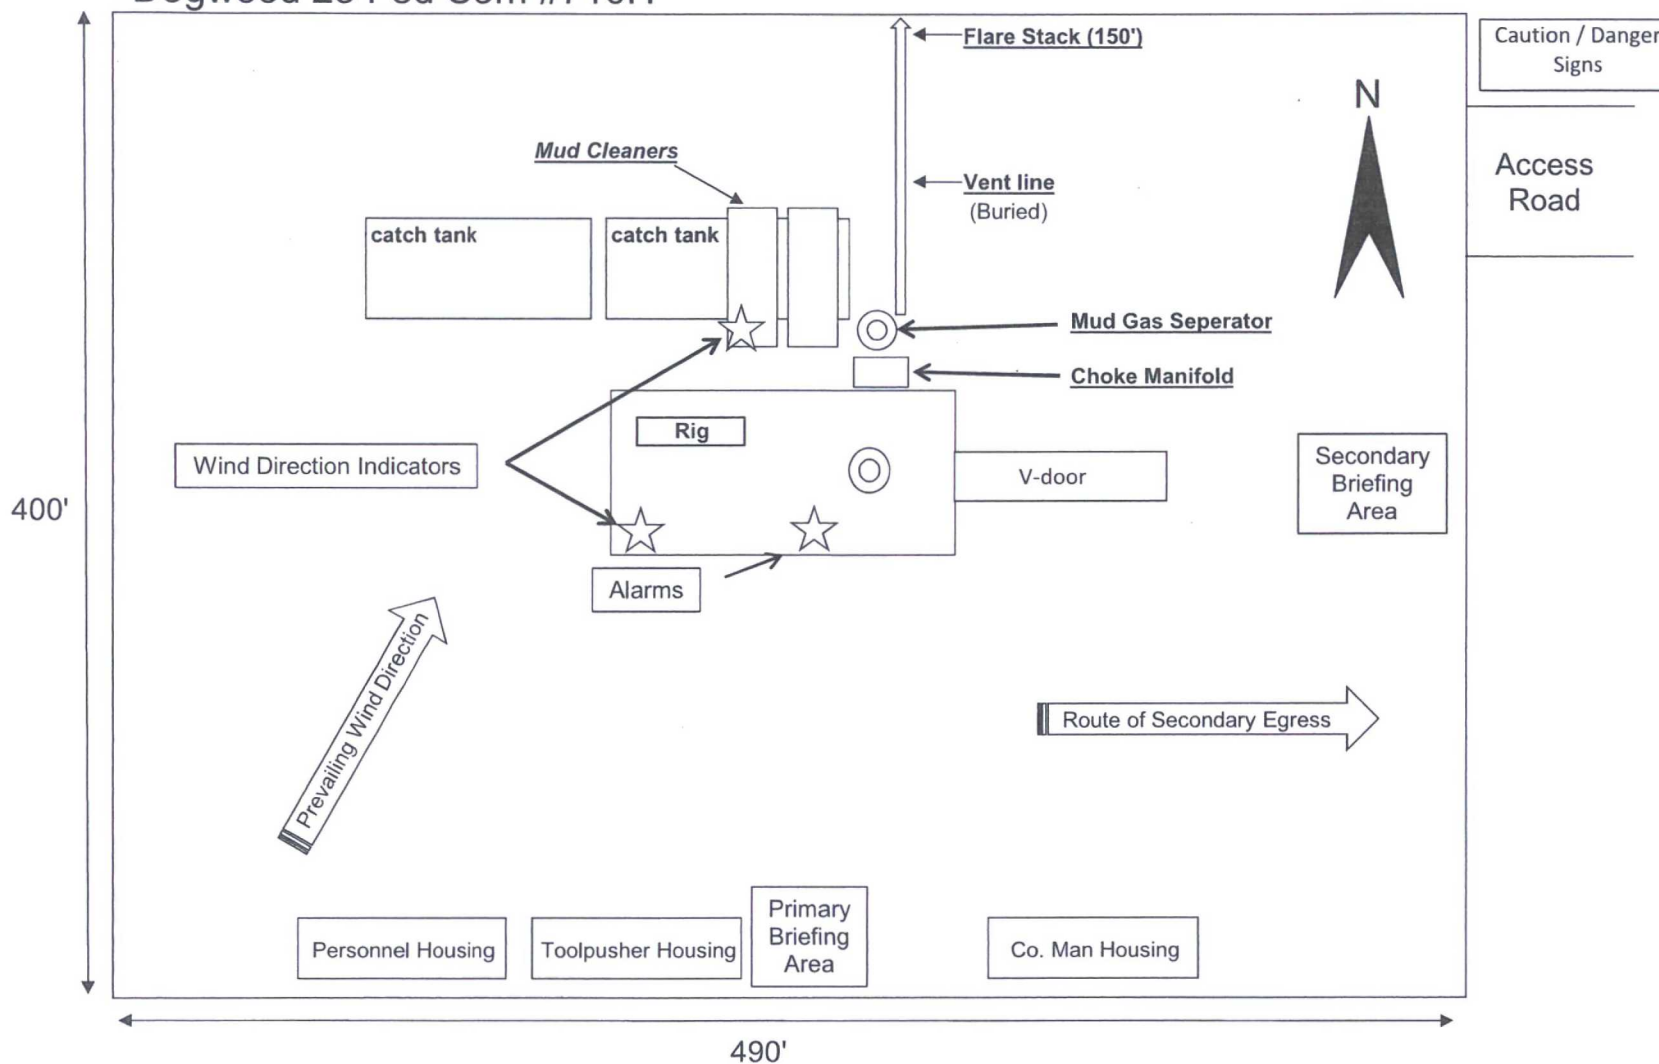 Flare Stack (150')
Caution / Danger
Signs
N
Mud Cleaners
Access
Road
Vent line
(Buried)
catch tank
catch tank
Mud Gas Seperator
Choke Manifold
Rig
Wind Direction Indicators
V-door
Secondary
Briefing
Area
400'
Alarms
Prevailing Wind Direction
Route of Secondary Egress
Primary
Briefing
Area
Personnel Housing
Toolpusher Housing
Co. Man Housing
490'